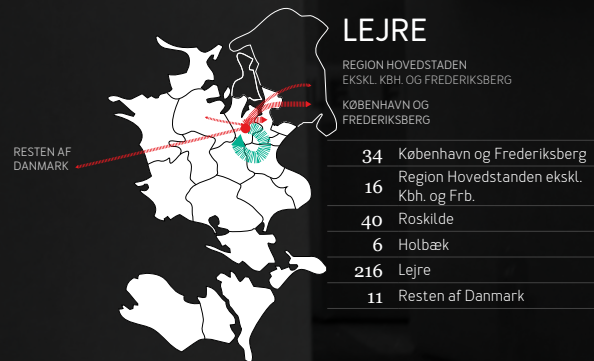 LEJRE
REGION HOVEDSTADEN
EKSKL. KBH. OG FREDERIKSBERG
KØBENHAVN OG
FREDERIKSBERG
RESTEN AF
DANMARK
34 København og Frederiksberg
16 Region Hovedstanden ekskl.
Kbh. og Frb.
40 Roskilde
6 Holbæk
216 Lejre
11 Resten af Danmark